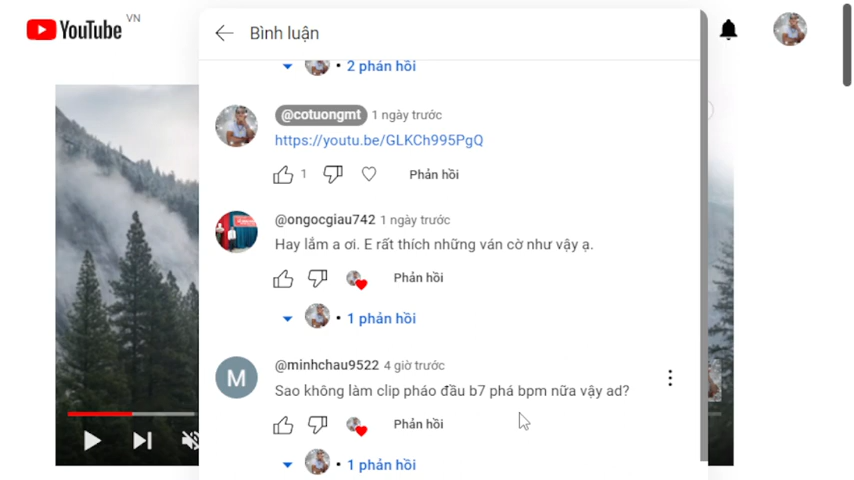 YouTube VN
Bình luận
2 phản hồi
@cotuongmt 1 ngày trước
https://youtu.be/GLKCh995PgQ
1 Phản hồi
@ongocgiau742 1 ngày trước
Hay lắm a ơi. E rất thích những ván cờ như vậy ạ.
Phản hồi
1 phản hồi
M
@minhchau9522 4 giờ trước
Sao không làm clip pháo đầu b7 phá bpm nữa vậy ad?
Phản hồi
1 phản hồi